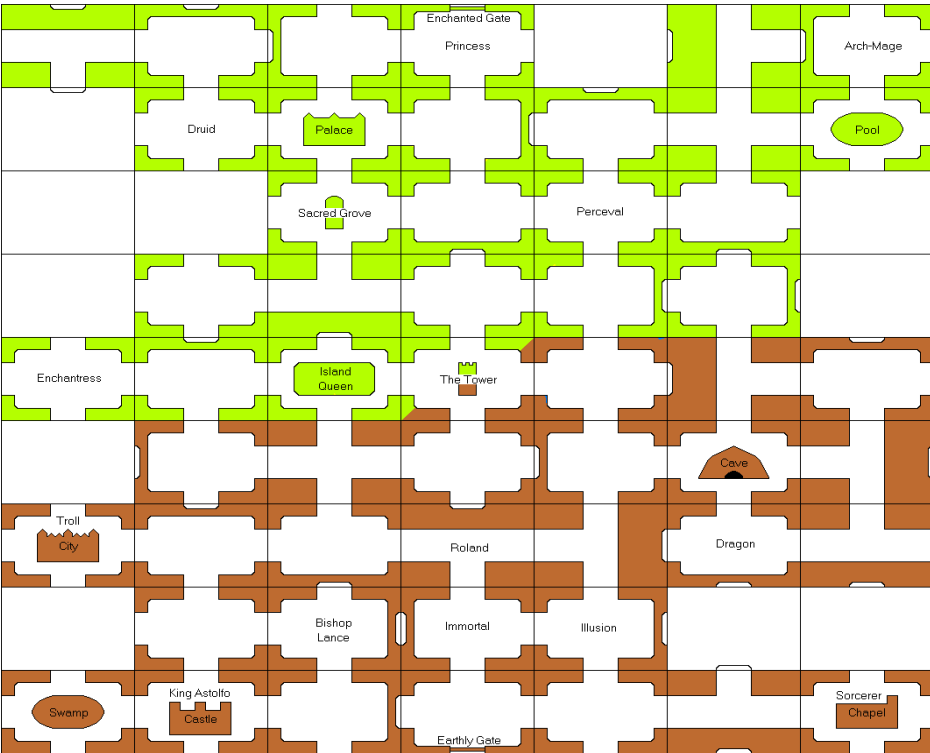 Enchanted Gate
Princess
Arch-Mage
Druid
Palace
Pool
Sacred Grove
Perceval
Enchantress
Island
Queen
The Tower
Cave
Troll
City
Roland
Dragon
Bishop
Lance
Immortal
Illusion
Swamp
King Astolfo
Castle
Earthly Gate
Sorcerer
Chapel